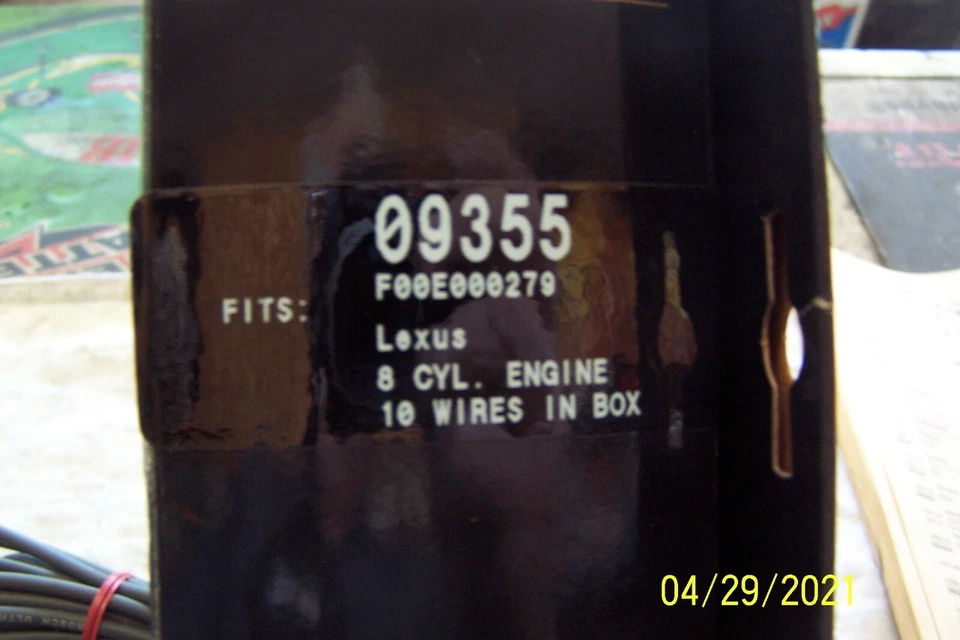 09355
F00E000279
FITS:
Lexus
8 CYL. ENGINE
10 WIRES IN BOX
04/29/2021